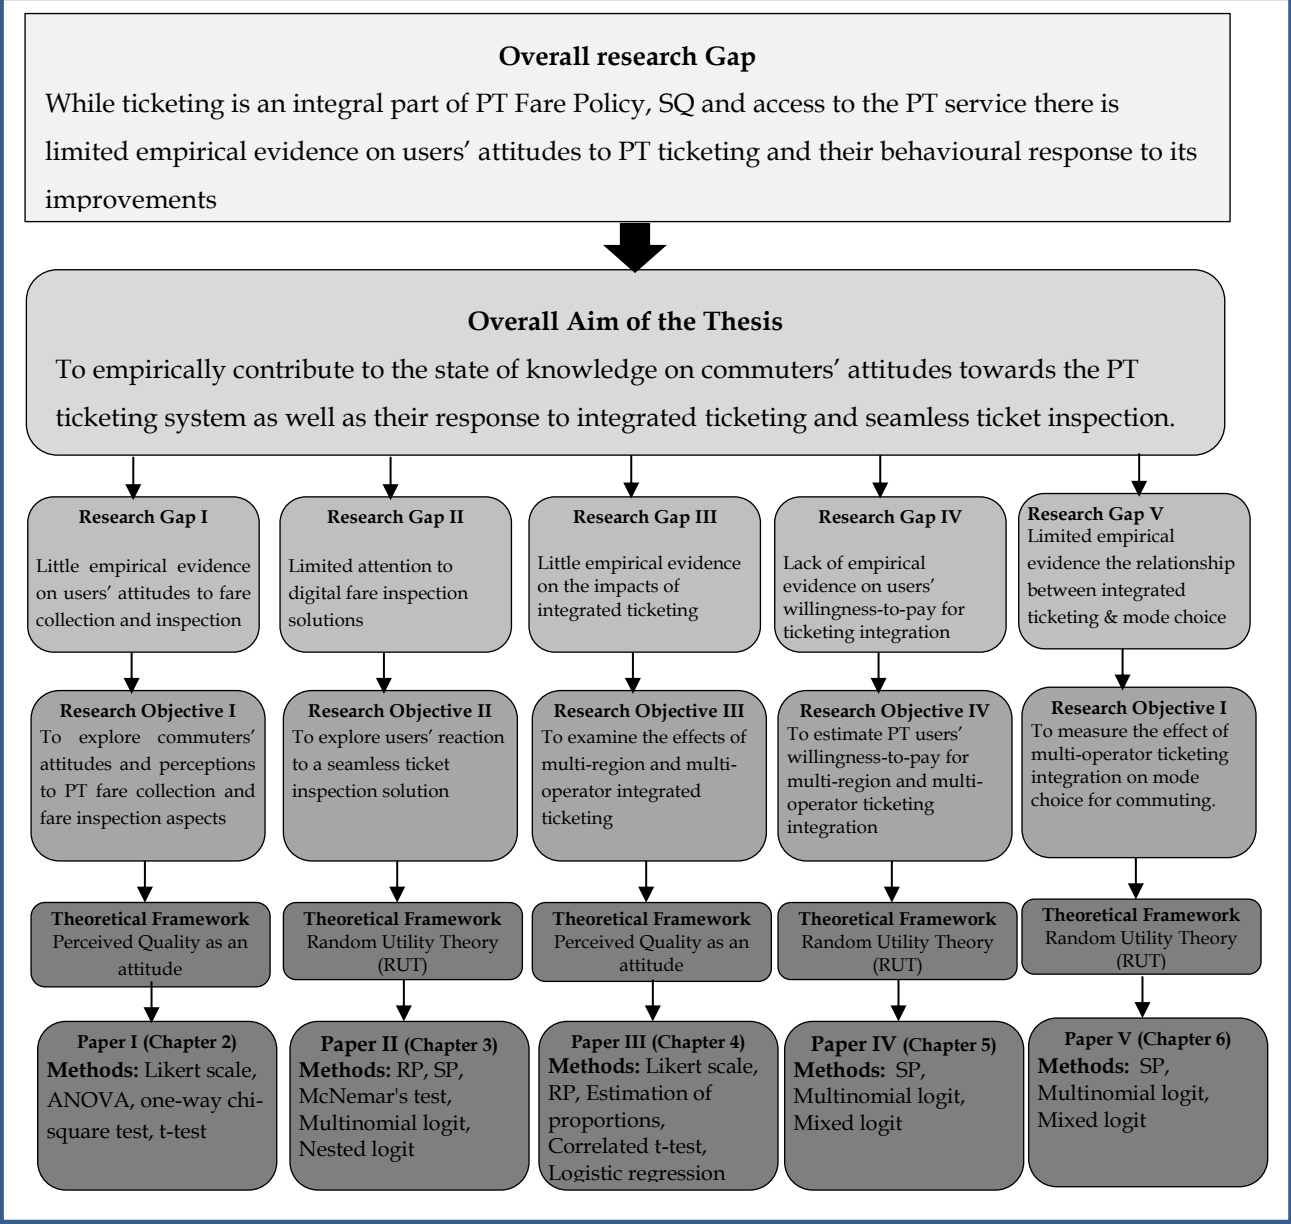 Overall research Gap
While ticketing is an integral part of PT Fare Policy, SQ and access to the PT service there is
limited empirical evidence on users’ attitudes to PT ticketing and their behavioural response to its
improvements
Overall Aim of the Thesis
To empirically contribute to the state of knowledge on commuters’ attitudes towards the PT
ticketing system as well as their response to integrated ticketing and seamless ticket inspection.
Research Gap I
Little empirical evidence
on users’ attitudes to fare
collection and inspection
Research Gap II
Limited attention to
digital fare inspection
solutions
Research Gap III
Little empirical evidence
on the impacts of
integrated ticketing
Research Gap IV
Lack of empirical
evidence on users’
willingness-to-pay for
ticketing integration
Research Gap V
Limited empirical
evidence the relationship
between integrated
ticketing & mode choice
Research Objective I
To explore commuters’
attitudes and perceptions
to PT fare collection and
fare inspection aspects
Research Objective II
To explore users’ reaction
to a seamless ticket
inspection solution
Research Objective III
To examine the effects of
multi-region and multi-
operator integrated
ticketing
Research Objective IV
To estimate PT users’
willingness-to-pay for
multi-region and multi-
operator ticketing
integration
Research Objective I
To measure the effect of
multi-operator ticketing
integration on mode
choice for commuting.
Theoretical Framework
Perceived Quality as an
attitude
Theoretical Framework
Random Utility Theory
(RUT)
Theoretical Framework
Perceived Quality as an
attitude
Theoretical Framework
Random Utility Theory
(RUT)
Theoretical Framework
Random Utility Theory
(RUT)
Paper I (Chapter 2)
Methods: Likert scale,
ANOVA, one-way chi-
square test, t-test
Paper II (Chapter 3)
Methods: RP, SP,
McNemar's test,
Multinomial logit,
Nested logit
Paper III (Chapter 4)
Methods: Likert scale,
RP, Estimation of
proportions,
Correlated t-test,
Logistic regression
Paper IV (Chapter 5)
Methods: SP,
Multinomial logit,
Mixed logit
Paper V (Chapter 6)
Methods: SP,
Multinomial logit,
Mixed logit